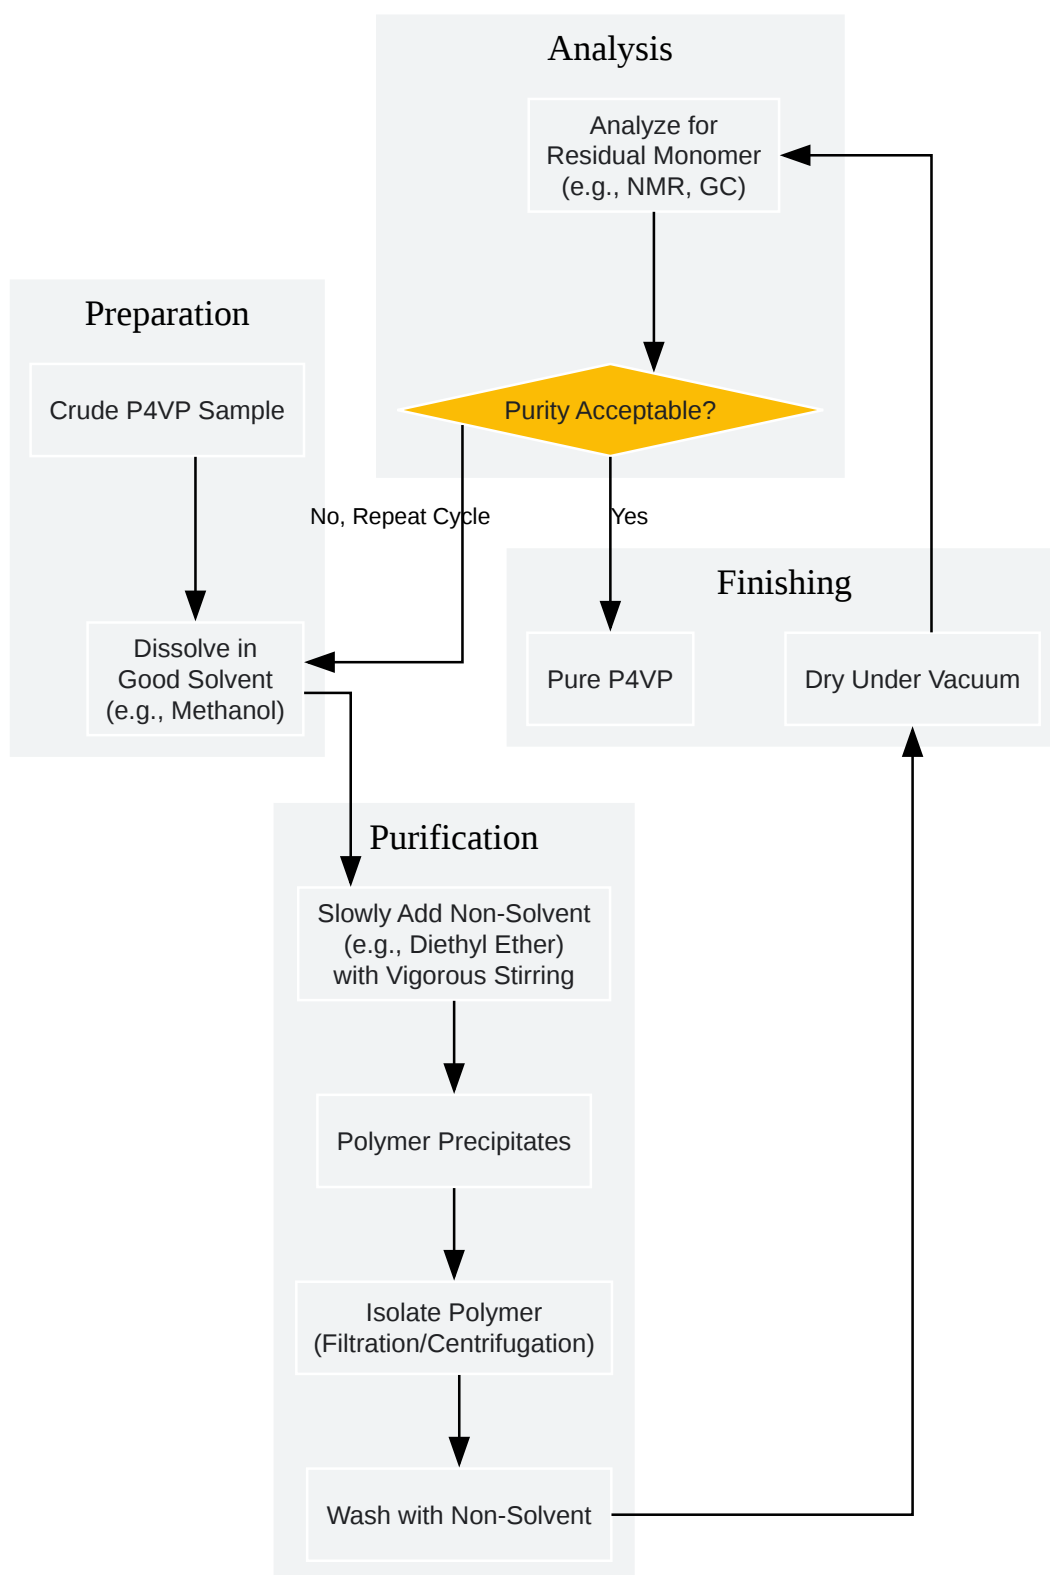 Analysis
Analyze for
Residual Monomer
(e.g., NMR, GC)
Preparation
Crude P4VP Sample
Purity Acceptable?
No, Repeat Cycle
Yes
Finishing
Dissolve in
Good Solvent
(e.g., Methanol)
Pure P4VP
Dry Under Vacuum
Purification
Slowly Add Non-Solvent
(e.g., Diethyl Ether)
with Vigorous Stirring
Polymer Precipitates
Isolate Polymer
(Filtration/Centrifugation)
Wash with Non-Solvent